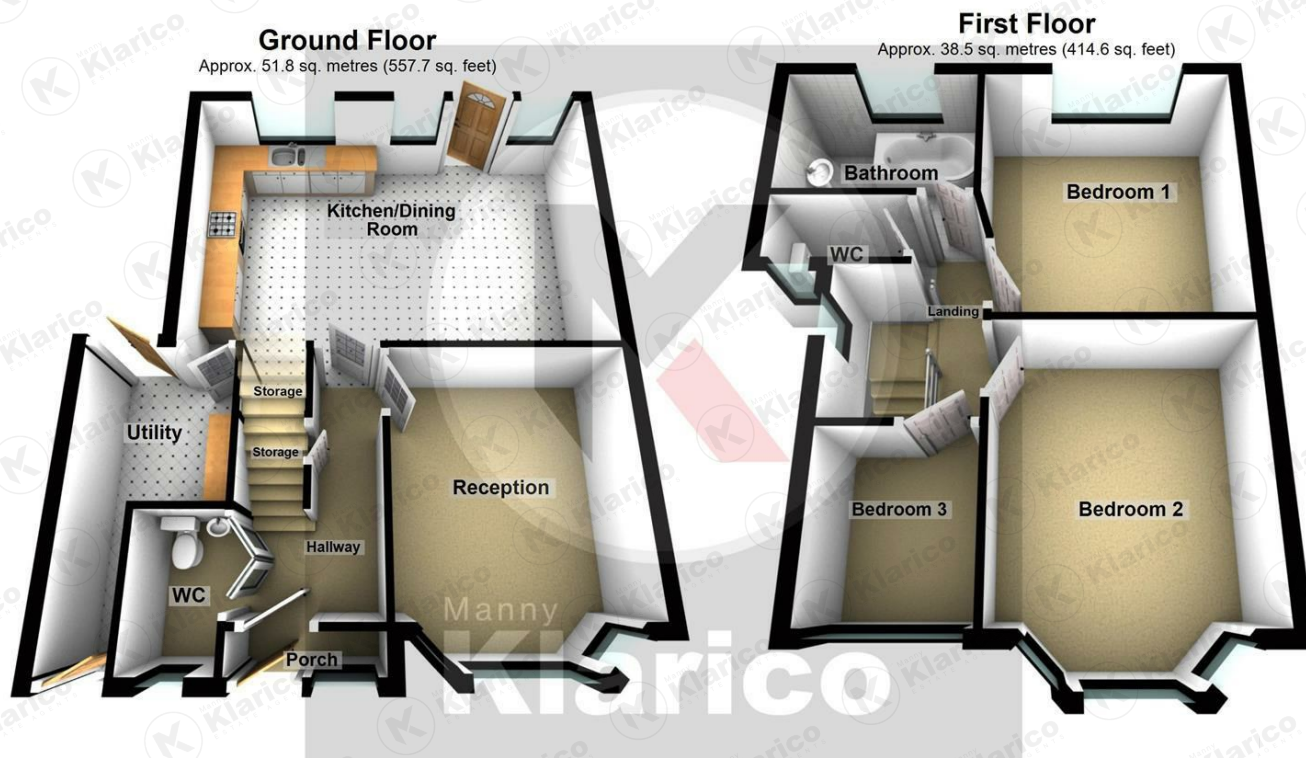 Ground Floor
Approx. 51.8 sq. metres (557.7 sq. feet)
Kitchen/Dining
Room
Storage
Storage
Utility
Reception
Hallway
WC
Porch
First Floor
Approx. 38.5 sq. metres (414.6 sq. feet)
Bathroom
Bedroom 1
WC
Landing
Bedroom 3
Bedroom 2
Manny
Klarico